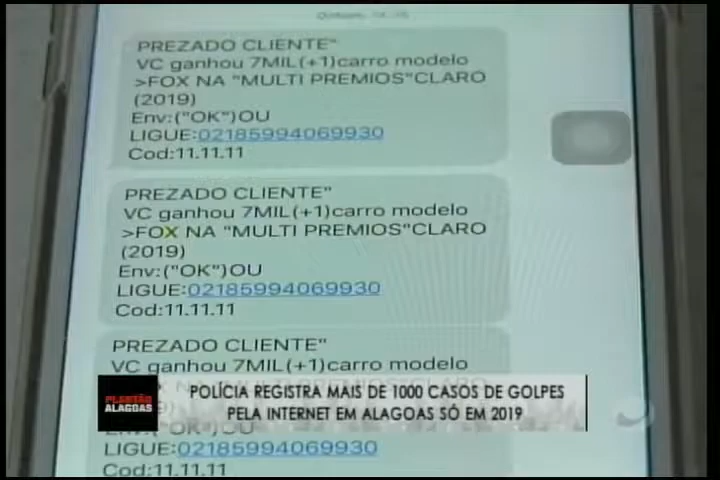 PREZADO CLIENTE"
VC ganhou 7MIL(+1)carro modelo
>FOX NA "MULTI PREMIOS"CLARO
(2019)
Env:("OK")OU
LIGUE:02185994069930
Cod:11.11.11
PREZADO CLIENTE"
VC ganhou 7MIL(+1)carro modelo
>FOX NA "MULTI PREMIOS"CLARO
(2019)
Env:("OK")OU
LIGUE:02185994069930
Cod:11.11.11
PREZADO CLIENTE"
VC ganhou 7MIL(+1)carro modelo
PLANTÃO
ALAGOAS
POLÍCIA REGISTRA MAIS DE 1000 CASOS DE GOLPES
PELA INTERNET EM ALAGOAS SÓ EM 2019
LIGUE:02185994069930
Cod:11.11.11